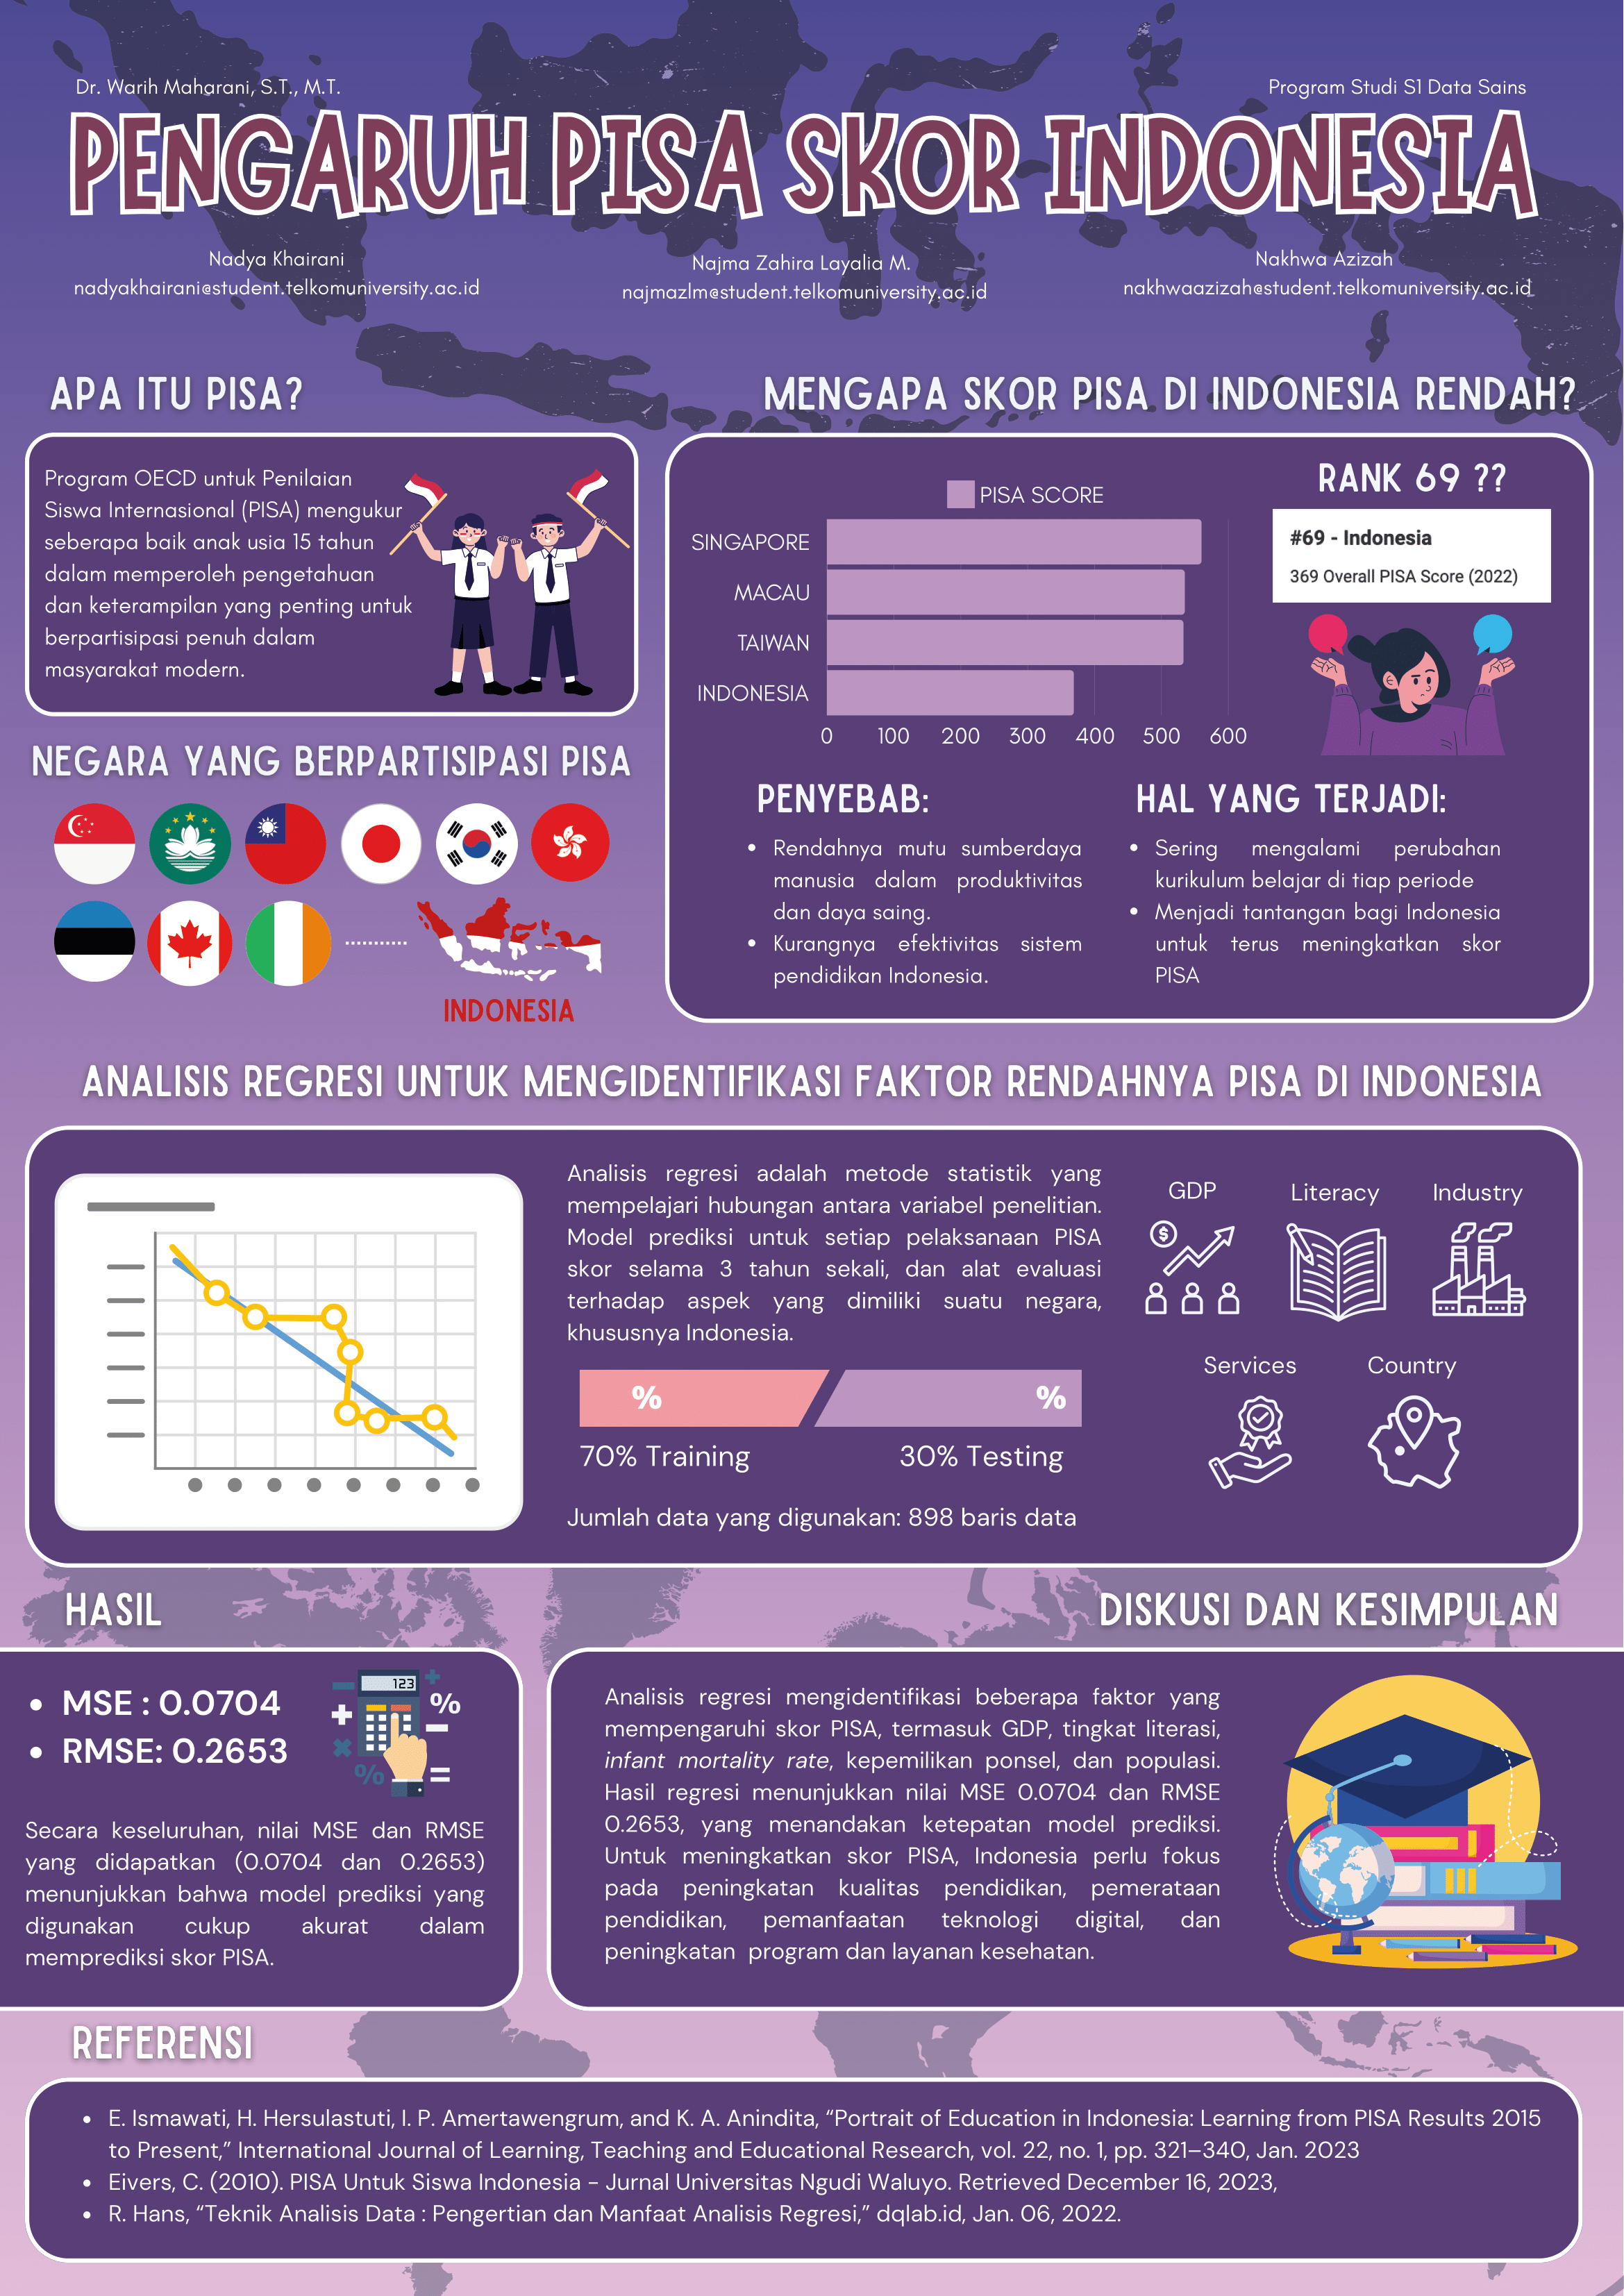 Dr. Warih Maharani, S.T., M.T.
Program Studi S1 Data Sains
PENGARUH PISA SKOR INDONESIA
Nadya Khairani
nadyakhairani@student.telkomuniversity.ac.id
Najma Zahira Layalia M.
najmazlm@student.telkomuniversity.ac.id
Nakhwa Azizah
nakhwaazizah@student.telkomuniversity.ac.id
APA ITU PISA?
Program OECD untuk Penilaian
Siswa Internasional (PISA) mengukur
seberapa baik anak usia 15 tahun
dalam memperoleh pengetahuan
dan keterampilan yang penting untuk
berpartisipasi penuh dalam
masyarakat modern.
NEGARA YANG BERPARTISIPASI PISA
INDONESIA
MENGAPA SKOR PISA DI INDONESIA RENDAH?
PISA SCORE
SINGAPORE
MACAU
TAIWAN
INDONESIA
0 100 200 300 400 500 600
RANK 69 ??
#69 - Indonesia
369 Overall PISA Score (2022)
PENYEBAB:
• Rendahnya mutu sumberdaya
manusia dalam produktivitas
dan daya saing.
• Kurangnya efektivitas sistem
pendidikan Indonesia.
HAL YANG TERJADI:
• Sering mengalami perubahan
kurikulum belajar di tiap periode
• Menjadi tantangan bagi Indonesia
untuk terus meningkatkan skor
PISA
ANALISIS REGRESI UNTUK MENGIDENTIFIKASI FAKTOR RENDAHNYA PISA DI INDONESIA
Analisis regresi adalah metode statistik yang
mempelajari hubungan antara variabel penelitian.
Model prediksi untuk setiap pelaksanaan PISA
skor selama 3 tahun sekali, dan alat evaluasi
terhadap aspek yang dimiliki suatu negara,
khususnya Indonesia.
% %
70% Training 30% Testing
Jumlah data yang digunakan: 898 baris data
GDP
Literacy
Industry
$
Services
Country
HASIL
• MSE : 0.0704
• RMSE: 0.2653
123
+ % =
%
Secara keseluruhan, nilai MSE dan RMSE
yang didapatkan (0.0704 dan 0.2653)
menunjukkan bahwa model prediksi yang
digunakan cukup akurat dalam
memprediksi skor PISA.
DISKUSI DAN KESIMPULAN
Analisis regresi mengidentifikasi beberapa faktor yang
mempengaruhi skor PISA, termasuk GDP, tingkat literasi,
infant mortality rate, kepemilikan ponsel, dan populasi.
Hasil regresi menunjukkan nilai MSE 0.0704 dan RMSE
0.2653, yang menandakan ketepatan model prediksi.
Untuk meningkatkan skor PISA, Indonesia perlu fokus
pada peningkatan kualitas pendidikan, pemerataan
pendidikan, pemanfaatan teknologi digital, dan
peningkatan program dan layanan kesehatan.
REFERENSI
• E. Ismawati, H. Hersulastuti, I. P. Amertawengrum, and K. A. Anindita, “Portrait of Education in Indonesia: Learning from PISA Results 2015
to Present,” International Journal of Learning, Teaching and Educational Research, vol. 22, no. 1, pp. 321–340, Jan. 2023
• Eivers, C. (2010). PISA Untuk Siswa Indonesia - Jurnal Universitas Ngudi Waluyo. Retrieved December 16, 2023,
• R. Hans, “Teknik Analisis Data : Pengertian dan Manfaat Analisis Regresi,” dqlab.id, Jan. 06, 2022.